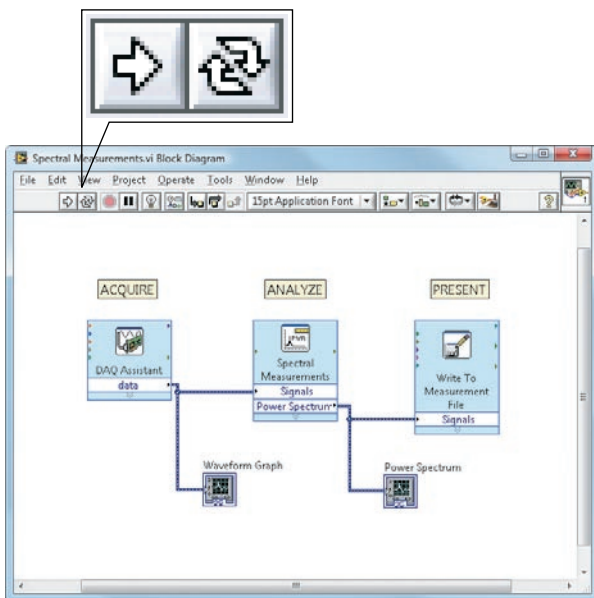 Spectral Measurements.vi Block Diagram
File Edit View Project Operate Tools Window Help
15pt Application Font
?
1
ACQUIRE
ANALYZE
PRESENT
DAQ Assistant
data
Spectral
Measurements
Signals
Power Spectrum
Write To
Measurement
File
Signals
Waveform Graph
Power Spectrum